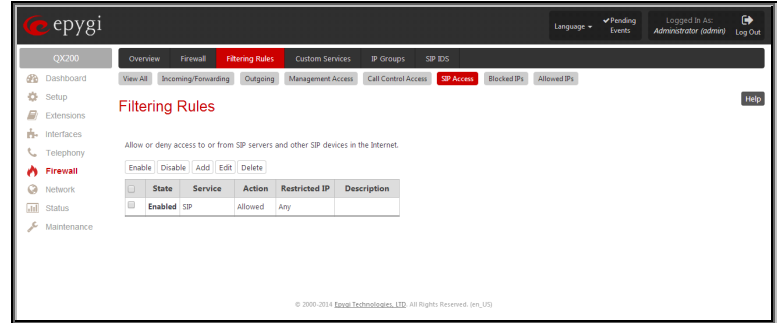 epygi
Language
Pending Events
Logged In As:
Administrator (admin)
Log Out
QX200
Overview Firewall Filtering Rules Custom Services IP Groups SIP IDS
Dashboard
Setup
Extensions
Interfaces
Telephony
Firewall
Network
Status
Maintenance
View All Incoming/Forwarding Outgoing Management Access Call Control Access SIP Access Blocked IPs Allowed IPs
Help
Filtering Rules
Allow or deny access to or from SIP servers and other SIP devices in the Internet.
Enable Disable Add Edit Delete
State Service Action Restricted IP Description
Enabled SIP Allowed Any
© 2000-2014 Epygi Technologies, LTD. All Rights Reserved. (en_US)